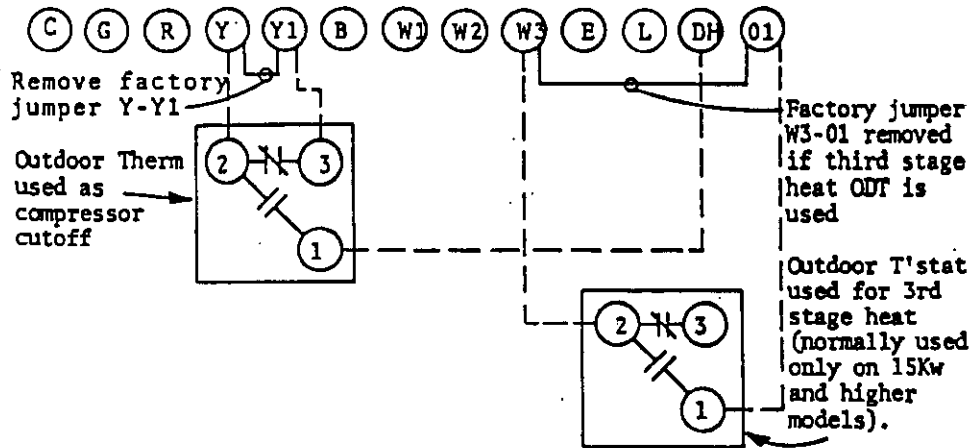 C G R Y Y1 B W1 W2 W3 E L DH 01
Remove factory
jumper Y-Y1
Outdoor Therm
used as
compressor
cutoff
2 3
1
Factory jumper
W3-01 removed
if third stage
heat ODT is
used
Outdoor T'stat
used for 3rd
stage heat
(normally used
only on 15Kw
and higher
models).
2 3
1